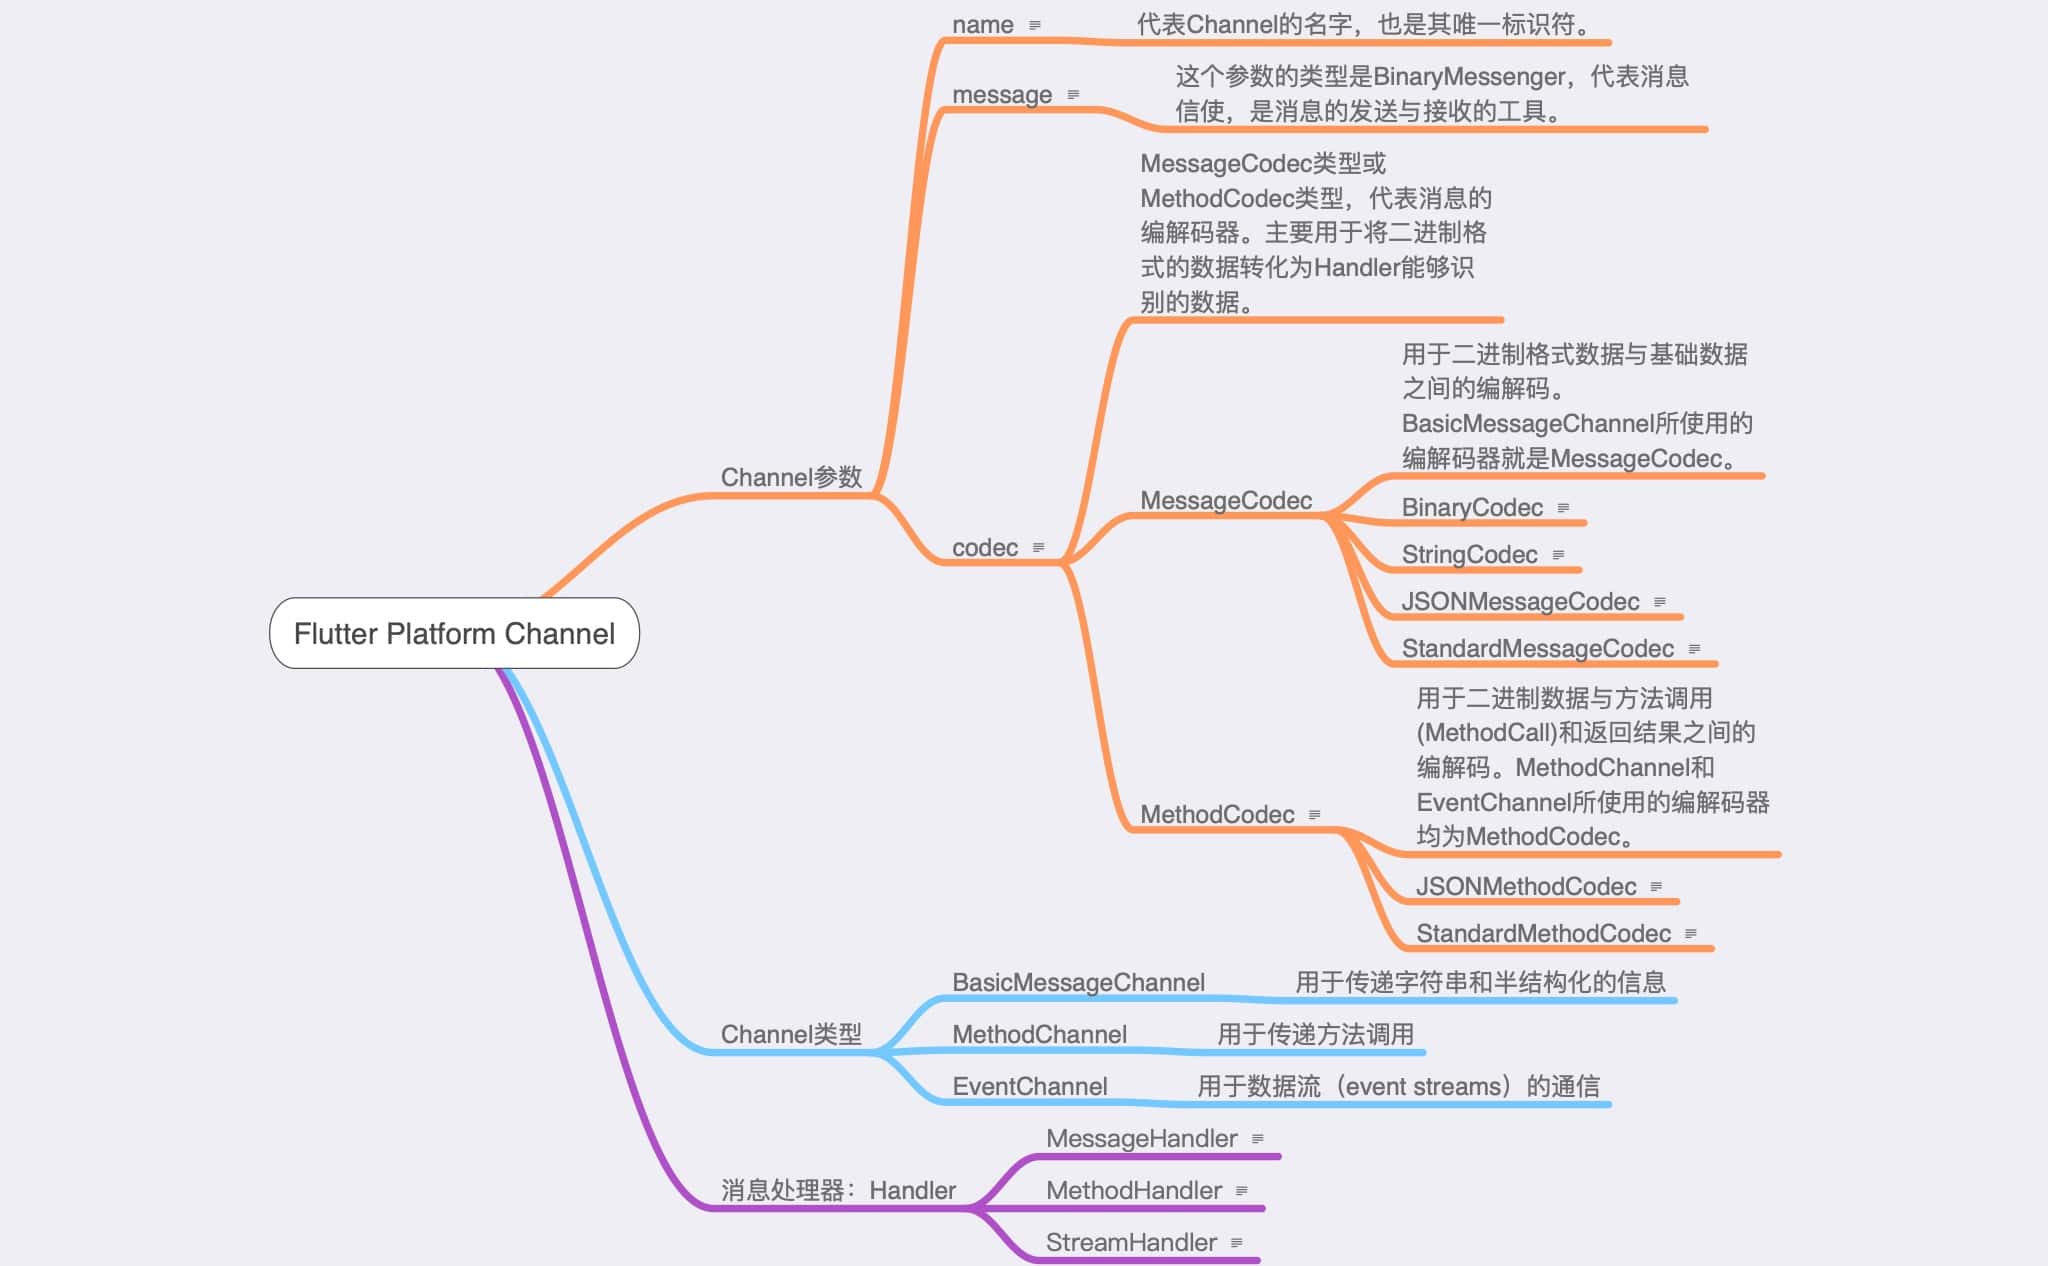 Flutter Platform Channel
Channel参数
name
代表Channel的名字，也是其唯一标识符。
message
这个参数的类型是BinaryMessenger，代表消息
信使，是消息的发送与接收的工具。
codec
MessageCodec类型或
MethodCodec类型，代表消息的
编解码器。主要用于将二进制格
式的数据转化为Handler能够识
别的数据。
MessageCodec
用于二进制格式数据与基础数据
之间的编解码。
BasicMessageChannel所使用的
编解码器就是MessageCodec。
BinaryCodec
StringCodec
JSONMessageCodec
StandardMessageCodec
MethodCodec
用于二进制数据与方法调用
(MethodCall)和返回结果之间的
编解码。MethodChannel和
EventChannel所使用的编解码器
均为MethodCodec。
JSONMethodCodec
StandardMethodCodec
Channel类型
BasicMessageChannel
用于传递字符串和半结构化的信息
MethodChannel
用于传递方法调用
EventChannel
用于数据流（event streams）的通信
消息处理器：Handler
MessageHandler
MethodHandler
StreamHandler